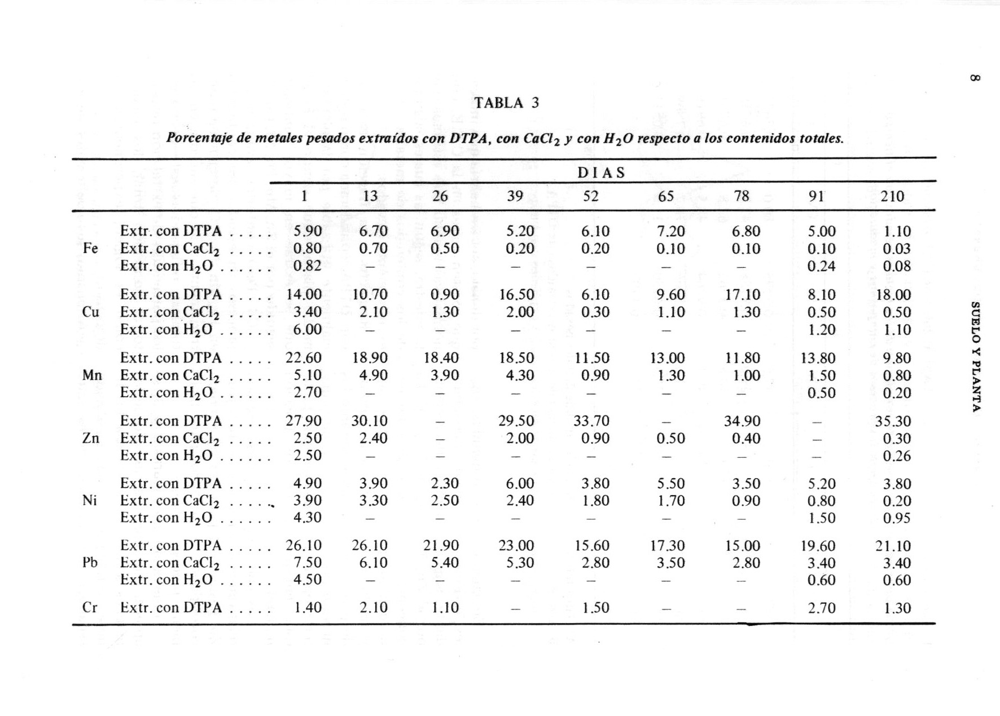 8
TABLA 3
Porcentaje de metales pesados extraídos con DTPA, con CaCl₂ y con H₂O respecto a los contenidos totales.
DIAS
1 13 26 39 52 65 78 91 210
Extr. con DTPA . . . . . 5.90 6.70 6.90 5.20 6.10 7.20 6.80 5.00 1.10
Fe Extr. con CaCl₂ . . . . . 0.80 0.70 0.50 0.20 0.20 0.10 0.10 0.10 0.03
Extr. con H₂O . . . . . . 0.82 — — — — — — 0.24 0.08
Extr. con DTPA . . . . . 14.00 10.70 0.90 16.50 6.10 9.60 17.10 8.10 18.00
Cu Extr. con CaCl₂ . . . . . 3.40 2.10 1.30 2.00 0.30 1.10 1.30 0.50 0.50
Extr. con H₂O . . . . . . 6.00 — — — — — — 1.20 1.10
Extr. con DTPA . . . . . 22.60 18.90 18.40 18.50 11.50 13.00 11.80 13.80 9.80
Mn Extr. con CaCl₂ . . . . . 5.10 4.90 3.90 4.30 0.90 1.30 1.00 1.50 0.80
Extr. con H₂O . . . . . . 2.70 — — — — — — 0.50 0.20
Extr. con DTPA . . . . . 27.90 30.10 — 29.50 33.70 — 34.90 — 35.30
Zn Extr. con CaCl₂ . . . . . 2.50 2.40 — 2.00 0.90 0.50 0.40 — 0.30
Extr. con H₂O . . . . . . 2.50 — — — — — — — 0.26
Extr. con DTPA . . . . . 4.90 3.90 2.30 6.00 3.80 5.50 3.50 5.20 3.80
Ni Extr. con CaCl₂ . . . . . 3.90 3.30 2.50 2.40 1.80 1.70 0.90 0.80 0.20
Extr. con H₂O . . . . . . 4.30 — — — — — — 1.50 0.95
Extr. con DTPA . . . . . 26.10 26.10 21.90 23.00 15.60 17.30 15.00 19.60 21.10
Pb Extr. con CaCl₂ . . . . . 7.50 6.10 5.40 5.30 2.80 3.50 2.80 3.40 3.40
Extr. con H₂O . . . . . . 4.50 — — — — — — 0.60 0.60
Cr Extr. con DTPA . . . . . 1.40 2.10 1.10 — 1.50 — — 2.70 1.30
SUELO Y PLANTA